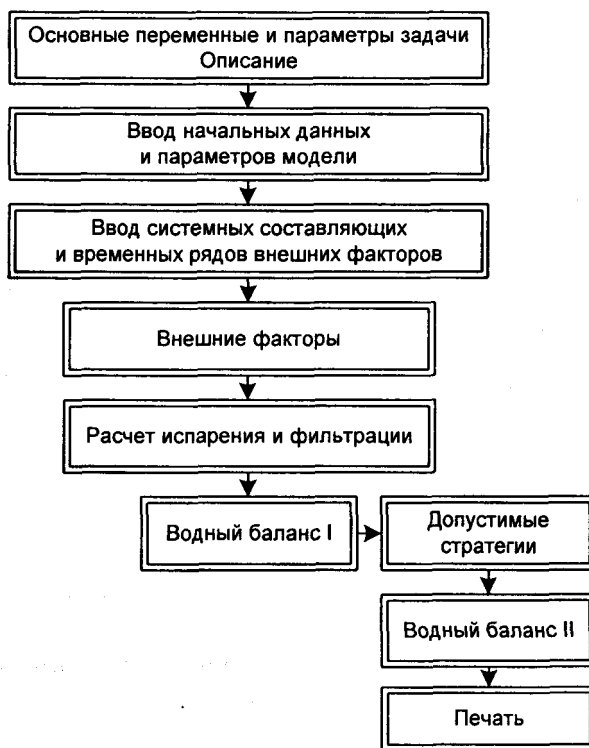 Основные переменные и параметры задачи
Описание
Ввод начальных данных
и параметров модели
Ввод системных составляющих
и временных рядов внешних факторов
Внешние факторы
Расчет испарения и фильтрации
Водный баланс I
Допустимые
стратегии
Водный баланс II
Печать